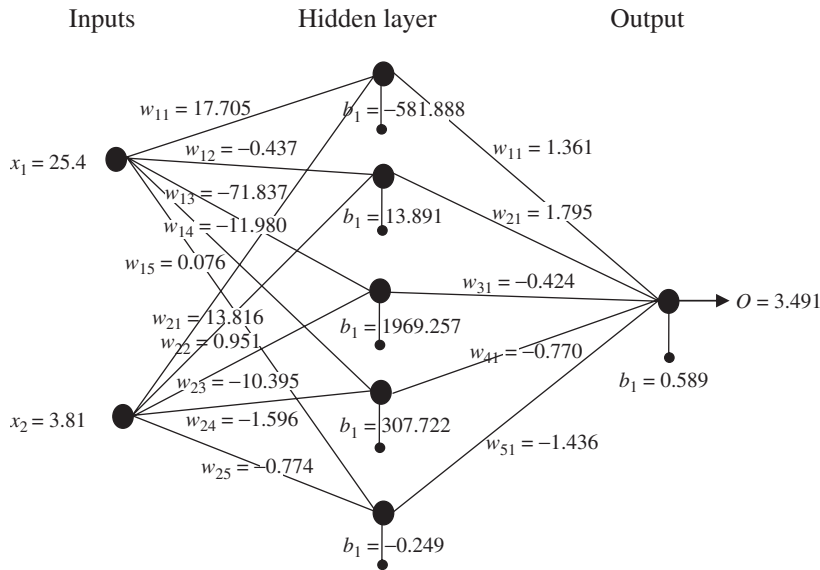 Inputs Hidden layer Output
w11 = 17.705
b1 = −581.888
w11 = 1.361
x1 = 25.4
w12 = −0.437
w13 = −71.837
w14 = −11.980
b1 = 13.891
w21 = 1.795
w15 = 0.076
w31 = −0.424
O = 3.491
w21 = 13.816
b1 = 1969.257
w22 = 0.951
w41 = −0.770
w23 = −10.395
b1 = 0.589
x2 = 3.81
w24 = −1.596
b1 = 307.722
w51 = −1.436
w25 = −0.774
b1 = −0.249